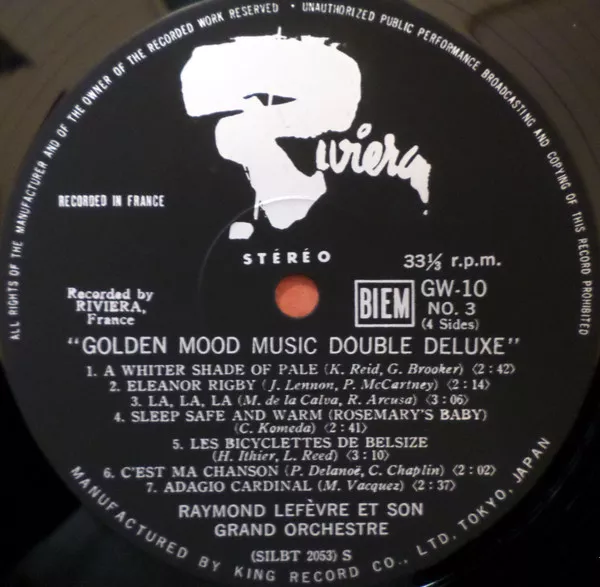 ALL RIGHTS OF THE MANUFACTURER AND OF THE OWNER OF THE RECORDED WORK RESERVED • UNAUTHORIZED PUBLIC PERFORMANCE BROADCASTING AND COPYING OF THIS RECORD PROHIBITED
Riviera
RECORDED IN FRANCE
STÉRÉO
33⅓ r.p.m.
Recorded by
RIVIERA,
France
BIEM
GW-10
NO. 3
(4 Sides)
"GOLDEN MOOD MUSIC DOUBLE DELUXE"
1. A WHITER SHADE OF PALE (K. Reid, G. Brooker) (2:42)
2. ELEANOR RIGBY (J. Lennon, P. McCartney) (2:14)
3. LA, LA, LA (M. de la Calva, R. Arcusa) (3:06)
4. SLEEP SAFE AND WARM (ROSEMARY'S BABY)
(C. Komeda) (2:41)
5. LES BICYCLETTES DE BELSIZE
(H. Ithier, L. Reed) (3:10)
6. C'EST MA CHANSON (P. Delanoë, C. Chaplin) (2:02)
7. ADAGIO CARDINAL (M. Vacquez) (2:37)
RAYMOND LEFÈVRE ET SON
GRAND ORCHESTRE
(SILBT 2053) S
MANUFACTURED BY KING RECORD CO., LTD. TOKYO, JAPAN